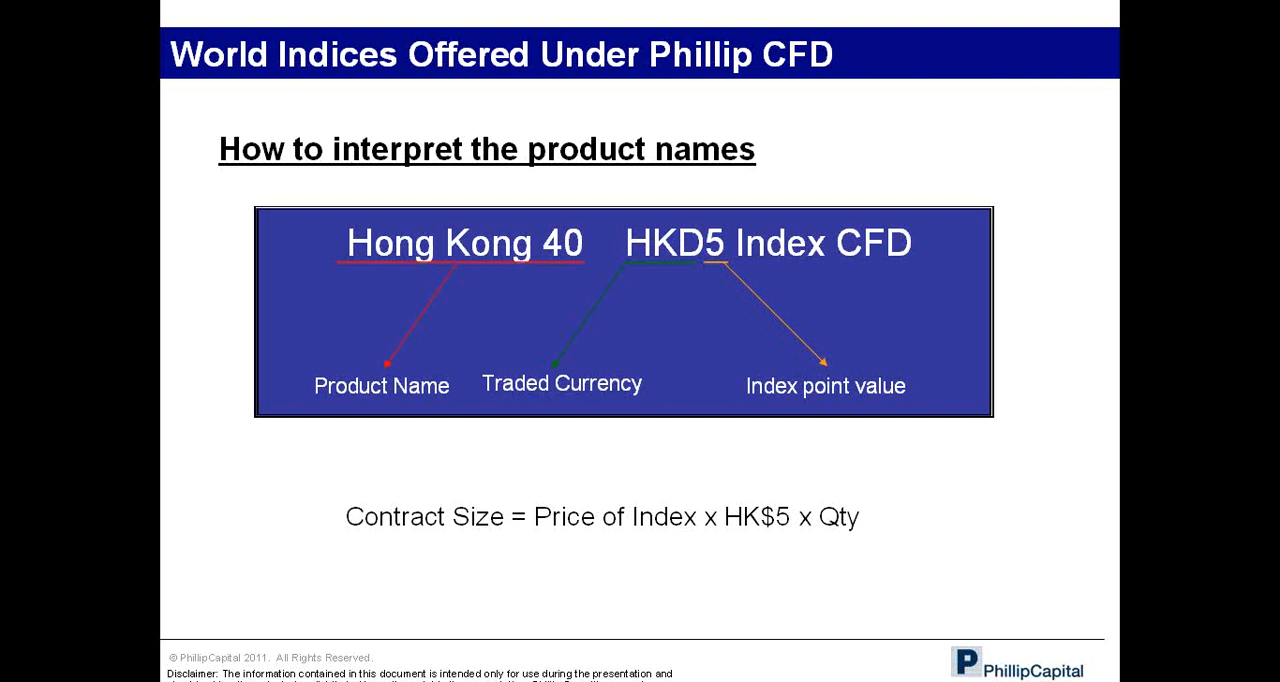 World Indices Offered Under Phillip CFD
How to interpret the product names
Hong Kong 40 HKD5 Index CFD
Product Name Traded Currency Index point value
Contract Size = Price of Index x HK$5 x Qty
© PhillipCapital 2011. All Rights Reserved.
Disclaimer: The information contained in this document is intended only for use during the presentation and
P PhillipCapital